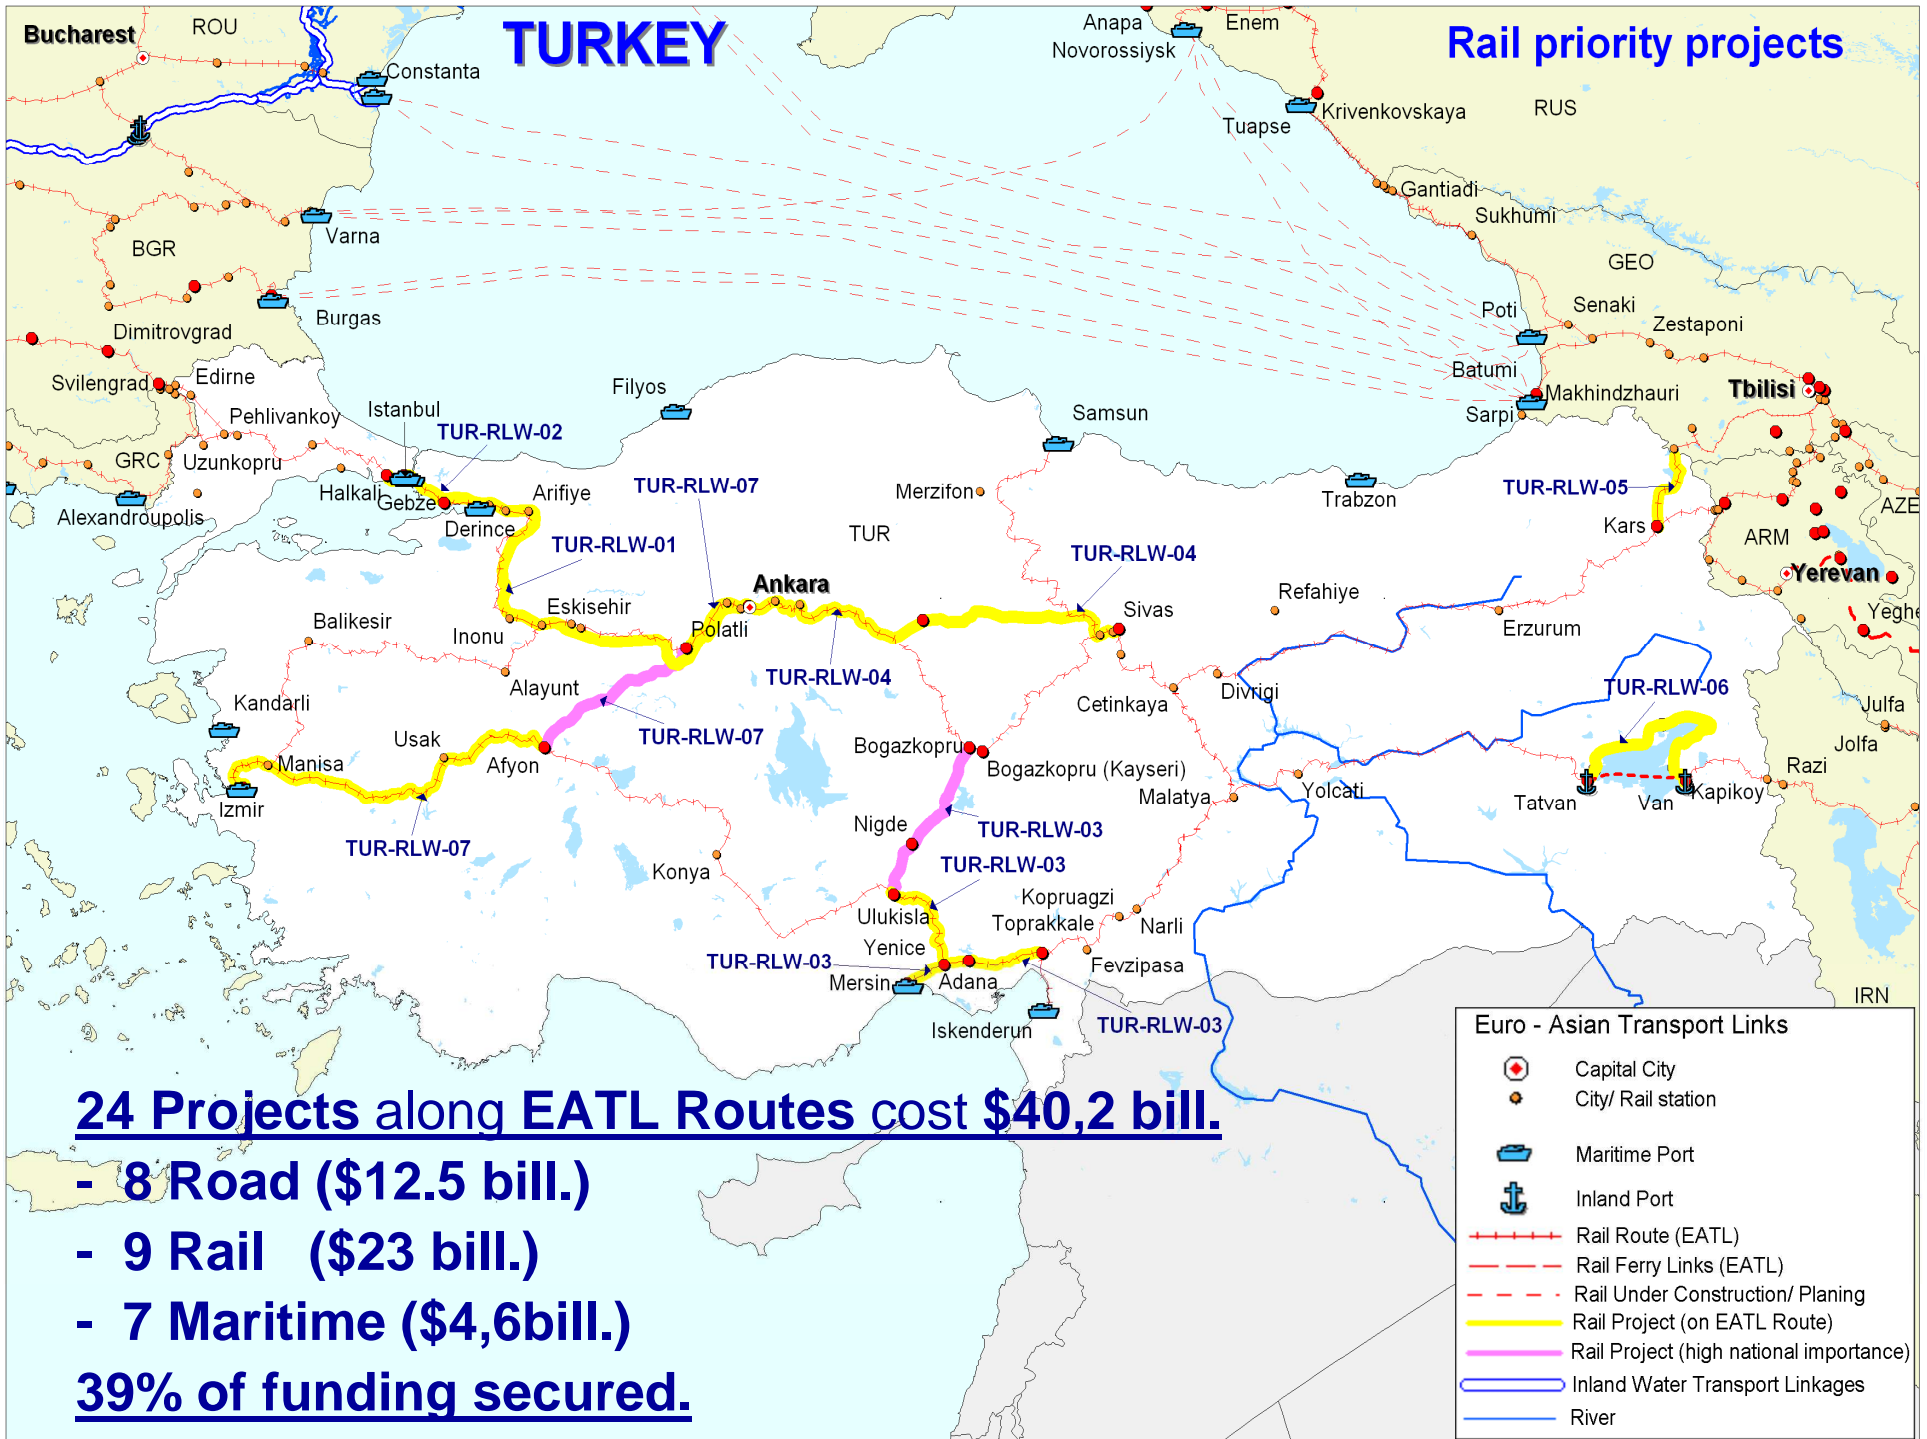 TURKEY
Rail priority projects
Bucharest
ROU
Constanta
Anapa
Enem
Novorossiysk
Tuapse
Krivenkovskaya
RUS
Gantiadi
Sukhumi
GEO
Varna
BGR
Burgas
Dimitrovgrad
Poti
Senaki
Zestaponi
Batumi
Makhindzhauri
Tbilisi
Sarpi
Svilengrad
Edirne
Pehlivankoy
Istanbul
Filyos
Samsun
TUR-RLW-02
GRC
Uzunkopru
Halkali
Gebze
Arifiye
Derince
Alexandroupolis
TUR-RLW-07
Merzifon
TUR
Trabzon
TUR-RLW-05
Kars
AZE
ARM
Yerevan
Yeghe
TUR-RLW-01
Ankara
TUR-RLW-04
Refahiye
Balikesir
Inonu
Eskisehir
Polatli
Sivas
Erzurum
Alayunt
TUR-RLW-04
Cetinkaya
Divrigi
TUR-RLW-06
Julfa
Jolfa
Kandarli
Usak
TUR-RLW-07
Bogazkopru
Bogazkopru (Kayseri)
Manisa
Afyon
Izmir
Malatya
Yolcati
Tatvan
Van
Kapikoy
Razi
TUR-RLW-07
Nigde
TUR-RLW-03
Konya
TUR-RLW-03
Ulukisla
Kopruagzi
Toprakkale
Narli
Yenice
TUR-RLW-03
Mersin
Adana
Fevzipasa
Iskenderun
TUR-RLW-03
IRN
Euro - Asian Transport Links
Capital City
City/ Rail station
Maritime Port
Inland Port
Rail Route (EATL)
Rail Ferry Links (EATL)
Rail Under Construction/ Planing
Rail Project (on EATL Route)
Rail Project (high national importance)
Inland Water Transport Linkages
River
24 Projects along EATL Routes cost $40,2 bill.
- 8 Road ($12.5 bill.)
- 9 Rail ($23 bill.)
- 7 Maritime ($4,6bill.)
39% of funding secured.